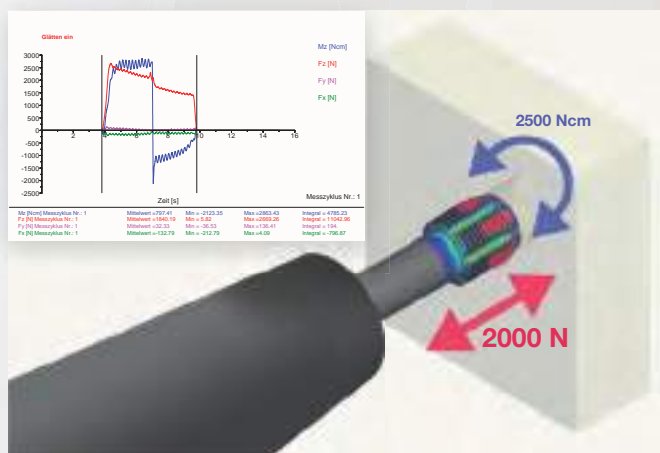 Glätten ein
Mz [Ncm]
Fz [N]
Fy [N]
Fx [N]
3000
2500
2000
1500
1000
500
0
-500
-1000
-1500
-2000
-2500
2
4
6
8
10
12
14
16
Zeit [s]
Messzyklus Nr.: 1
Mz [Ncm] Messzyklus Nr.: 1 Mittelwert =797.41 Min = -2123.35 Max =2863.43 Integral = 4785.23
Fz [N] Messzyklus Nr.: 1 Mittelwert =1840.19 Min = 5.82 Max =2669.26 Integral = 11042.96
Fy [N] Messzyklus Nr.: 1 Mittelwert =32.33 Min = -36.53 Max =136.41 Integral = 194.
Fx [N] Messzyklus Nr.: 1 Mittelwert =-132.79 Min = -212.79 Max =4.09 Integral = -796.87
2500 Ncm
2000 N